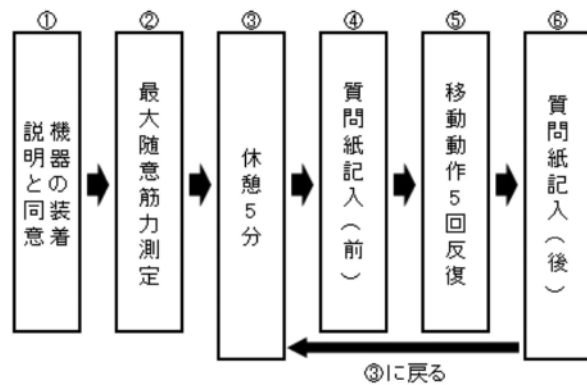 ①
説明と同意
機器の装着
②
最大随意筋力測定
③
休憩5分
④
質問紙記入(前)
⑤
移動動作5回反復
⑥
質問紙記入(後)
③に戻る